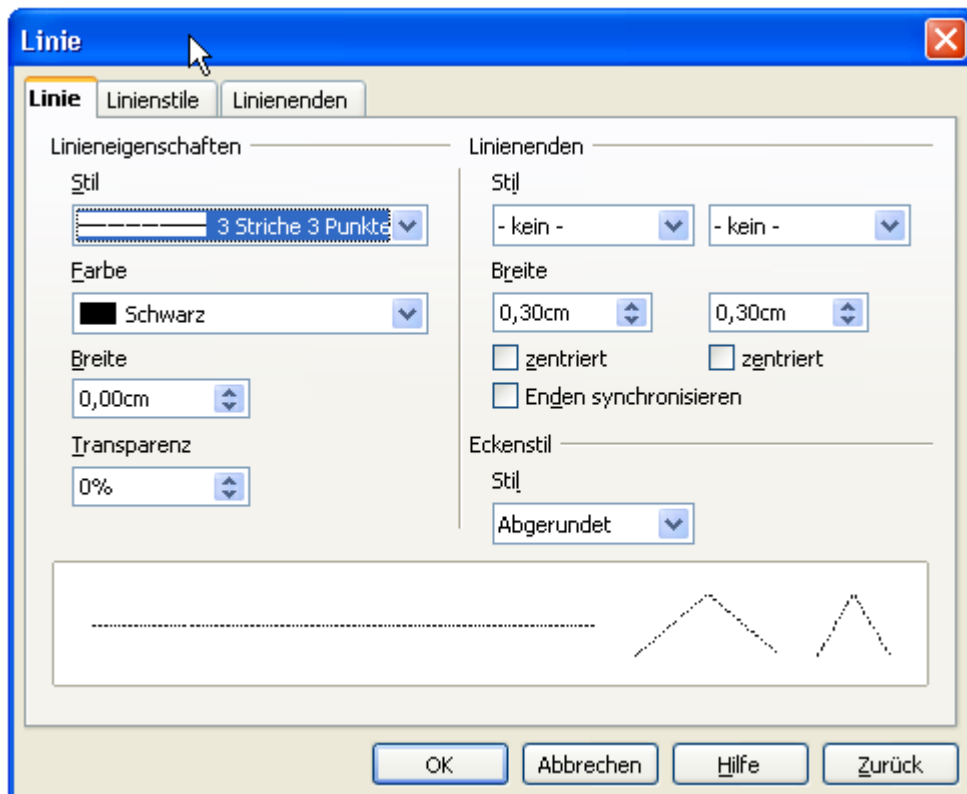 Linie
Linie Linienstile Linienenden
Linieneigenschaften
Stil
3 Striche 3 Punkte
Farbe
Schwarz
Breite
0,00cm
Transparenz
0%
Linienenden
Stil
- kein - - kein -
Breite
0,30cm 0,30cm
zentriert zentriert
Enden synchronisieren
Eckenstil
Stil
Abgerundet
OK Abbrechen Hilfe Zurück